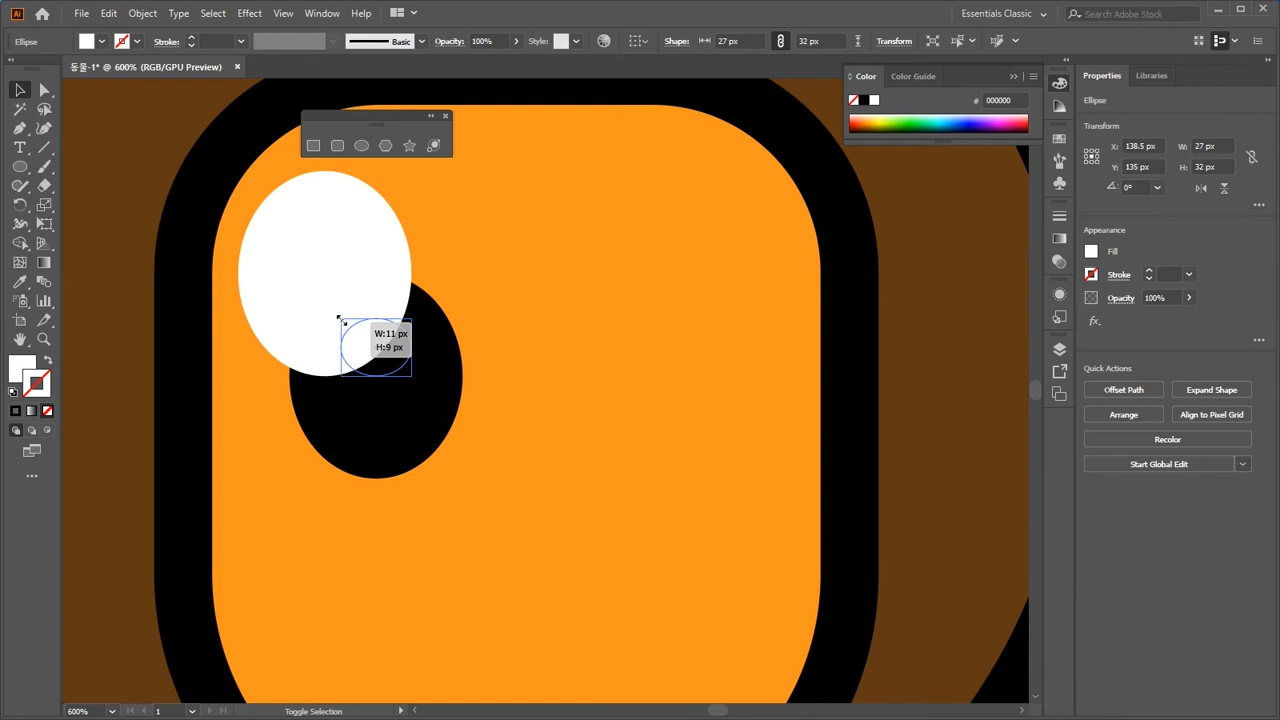 Ai File Edit Object Type Select Effect View Window Help Essentials Classic Search Adobe Stock
Ellipse Stroke: Basic Opacity: 100% Style: Shape: 27 px 32 px Transform
동물-1* @ 600% (RGB/GPU Preview)
Color Color Guide
# 000000
Properties Libraries
Ellipse
Transform
X: 138.5 px W: 27 px
Y: 135 px H: 32 px
0°
Appearance
Fill
Stroke
Opacity 100%
fx
Quick Actions
Offset Path Expand Shape
Arrange Align to Pixel Grid
Recolor
Start Global Edit
W:11 px
H:9 px
600% 1 Toggle Selection